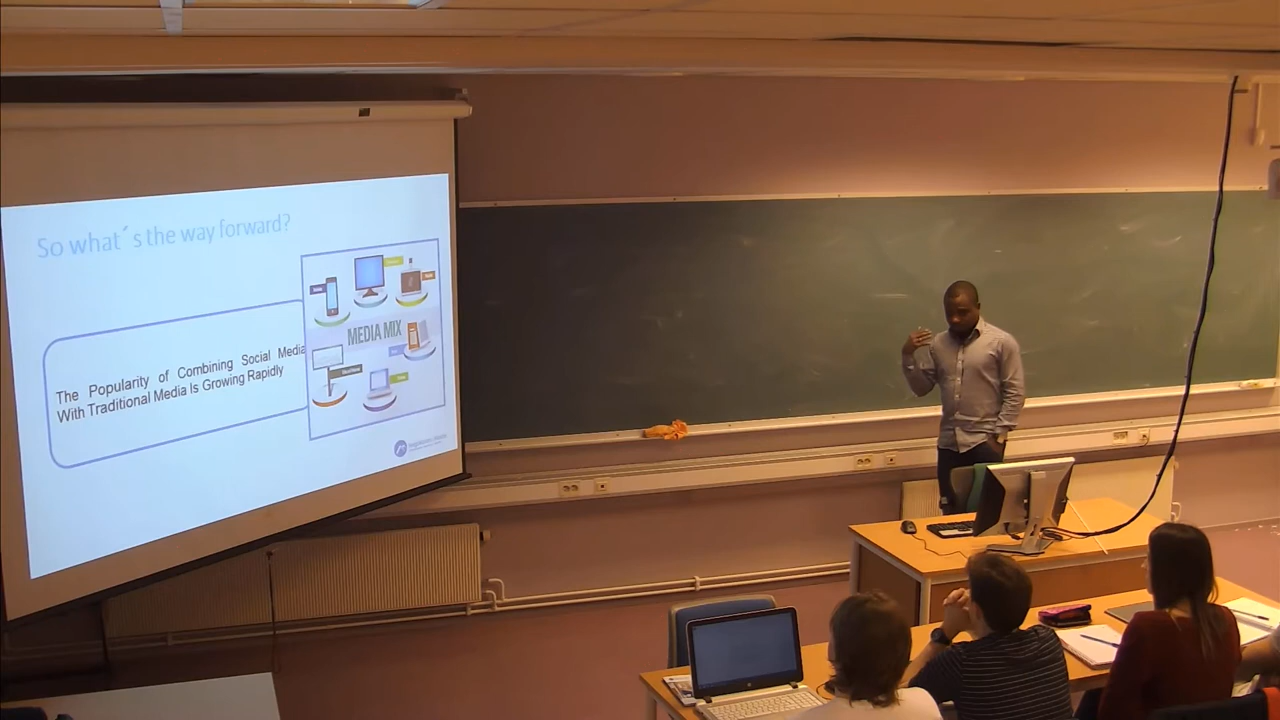 So what´s the way forward?
The Popularity of Combining Social Media
With Traditional Media Is Growing Rapidly
MEDIA MIX